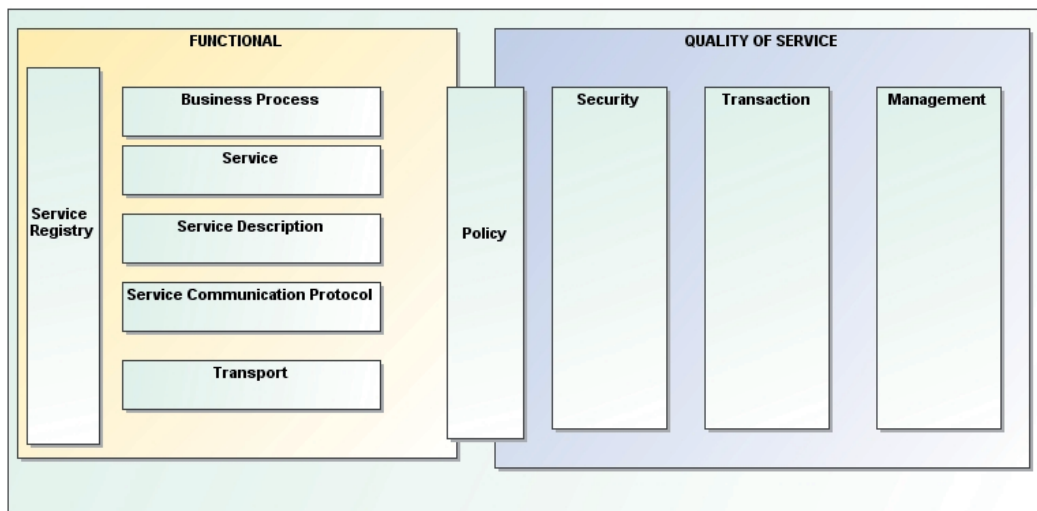 FUNCTIONAL
Service
Registry
Business Process
Service
Service Description
Service Communication Protocol
Transport
Policy
QUALITY OF SERVICE
Security
Transaction
Management